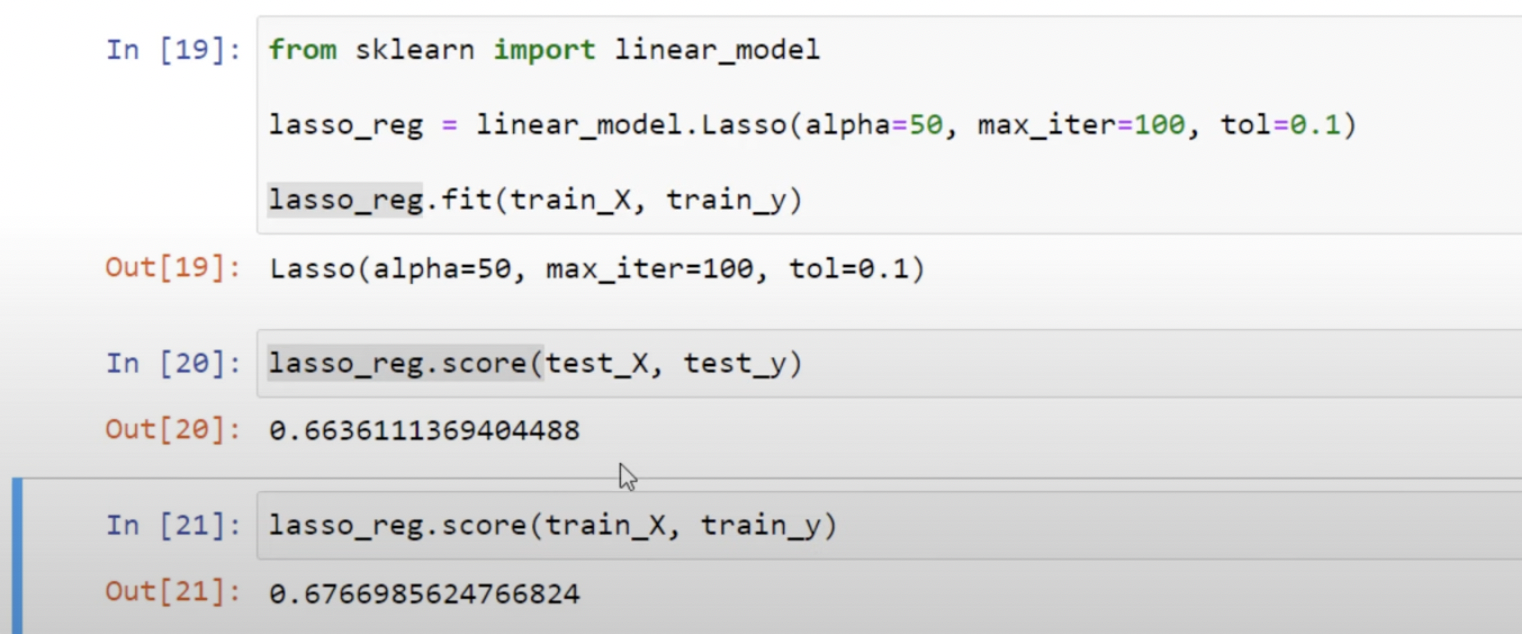 In [19]: from sklearn import linear_model
lasso_reg = linear_model.Lasso(alpha=50, max_iter=100, tol=0.1)
lasso_reg.fit(train_X, train_y)
Out[19]: Lasso(alpha=50, max_iter=100, tol=0.1)
In [20]: lasso_reg.score(test_X, test_y)
Out[20]: 0.6636111369404488
In [21]: lasso_reg.score(train_X, train_y)
Out[21]: 0.6766985624766824